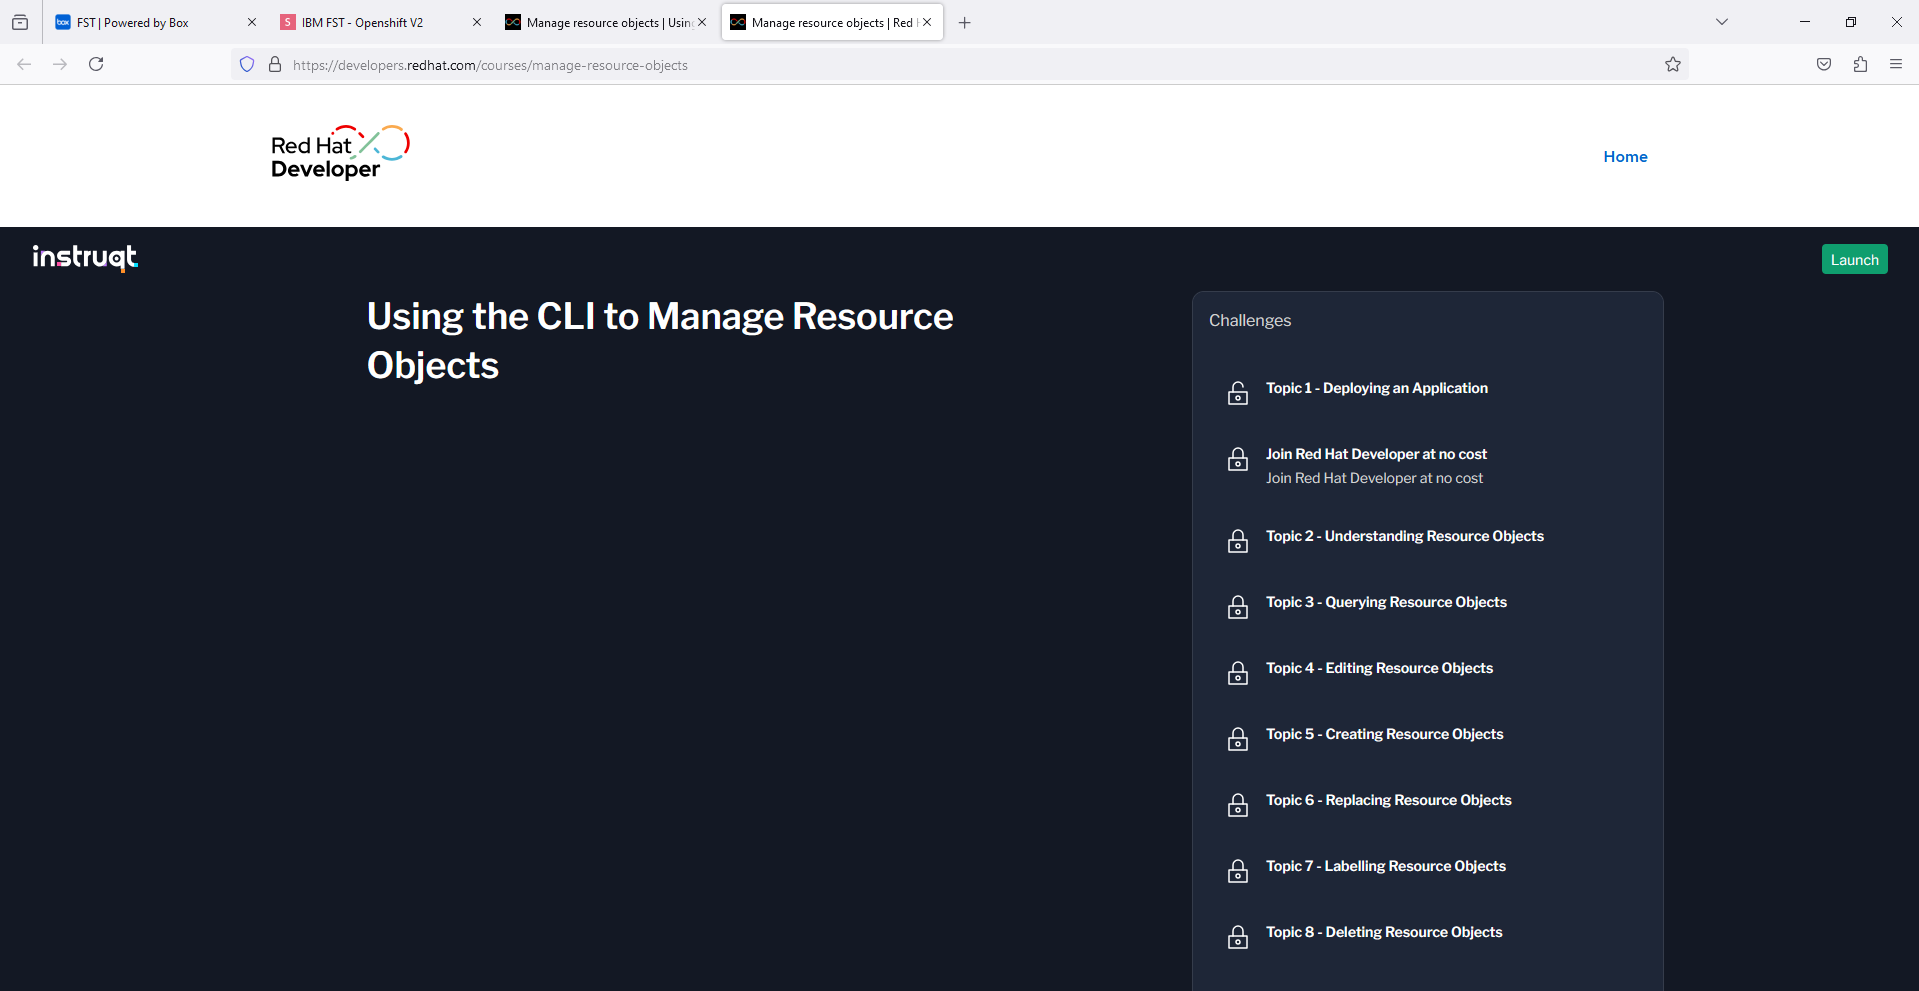 FST | Powered by Box
IBM FST - Openshift V2
Manage resource objects | Using
Manage resource objects | Red H
https://developers.redhat.com/courses/manage-resource-objects
Red Hat
Developer
Home
instruqt
Launch
Using the CLI to Manage Resource
Objects
Challenges
Topic 1 - Deploying an Application
Join Red Hat Developer at no cost
Join Red Hat Developer at no cost
Topic 2 - Understanding Resource Objects
Topic 3 - Querying Resource Objects
Topic 4 - Editing Resource Objects
Topic 5 - Creating Resource Objects
Topic 6 - Replacing Resource Objects
Topic 7 - Labelling Resource Objects
Topic 8 - Deleting Resource Objects